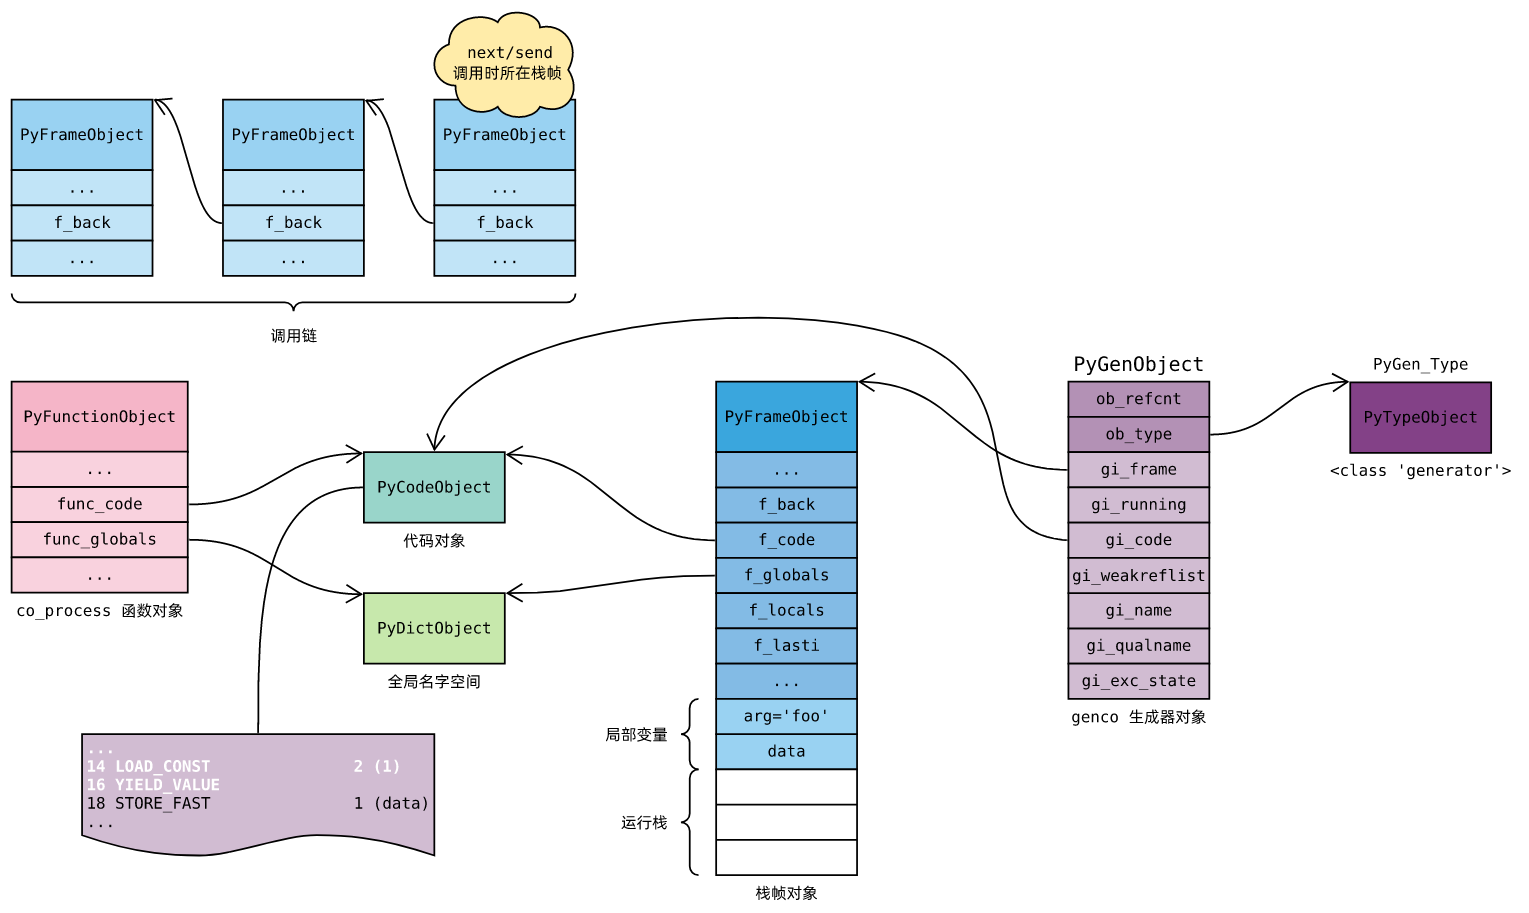 next/send
调用时所在栈帧
PyFrameObject
...
f_back
...
PyFrameObject
...
f_back
...
PyFrameObject
...
f_back
...
调用链
PyFunctionObject
...
func_code
func_globals
...
co_process 函数对象
PyCodeObject
代码对象
PyDictObject
全局名字空间
...
14 LOAD_CONST 2 (1)
16 YIELD_VALUE
18 STORE_FAST 1 (data)
...
PyFrameObject
...
f_back
f_code
f_globals
f_locals
f_lasti
...
arg='foo'
data
局部变量
运行栈
栈帧对象
PyGenObject
ob_refcnt
ob_type
gi_frame
gi_running
gi_code
gi_weakreflist
gi_name
gi_qualname
gi_exc_state
genco 生成器对象
PyGen_Type
PyTypeObject
<class 'generator'>